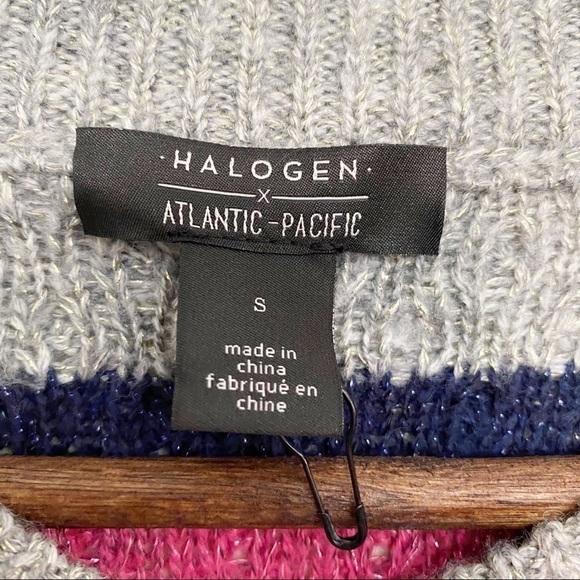 · HALOGEN ·
X
ATLANTIC-PACIFIC
S
made in
china
fabriqué en
chine